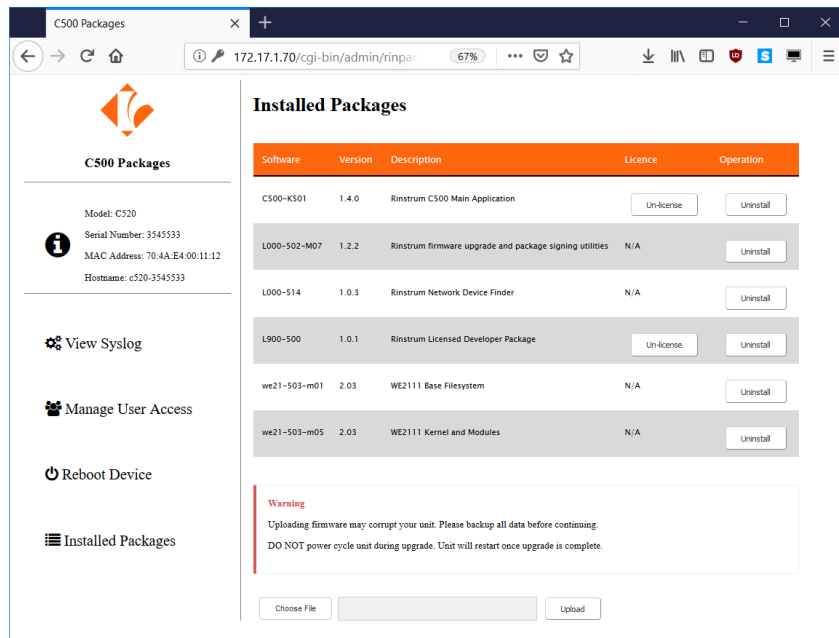 C500 Packages
172.17.1.70/cgi-bin/admin/rinpac
67%
C500 Packages
Model: C520
Serial Number: 3545533
MAC Address: 70:4A:E4:00:11:12
Hostname: c520-3545533
View Syslog
Manage User Access
Reboot Device
Installed Packages
Installed Packages
Software Version Description Licence Operation
C500-K501 1.4.0 Rinstrum C500 Main Application Un-license Uninstall
L000-502-M07 1.2.2 Rinstrum firmware upgrade and package signing utilities N/A Uninstall
L000-514 1.0.3 Rinstrum Network Device Finder N/A Uninstall
L900-500 1.0.1 Rinstrum Licensed Developer Package Un-license Uninstall
we21-503-m01 2.03 WE2111 Base Filesystem N/A Uninstall
we21-503-m05 2.03 WE2111 Kernel and Modules N/A Uninstall
Warning
Uploading firmware may corrupt your unit. Please backup all data before continuing.
DO NOT power cycle unit during upgrade. Unit will restart once upgrade is complete.
Choose File Upload